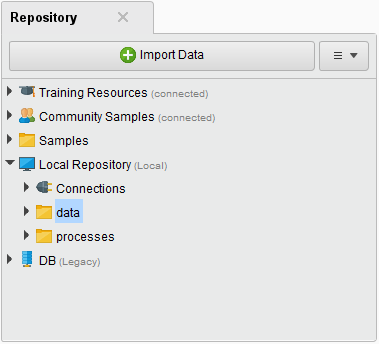 Repository
Import Data
Training Resources (connected)
Community Samples (connected)
Samples
Local Repository (Local)
Connections
data
processes
DB (Legacy)